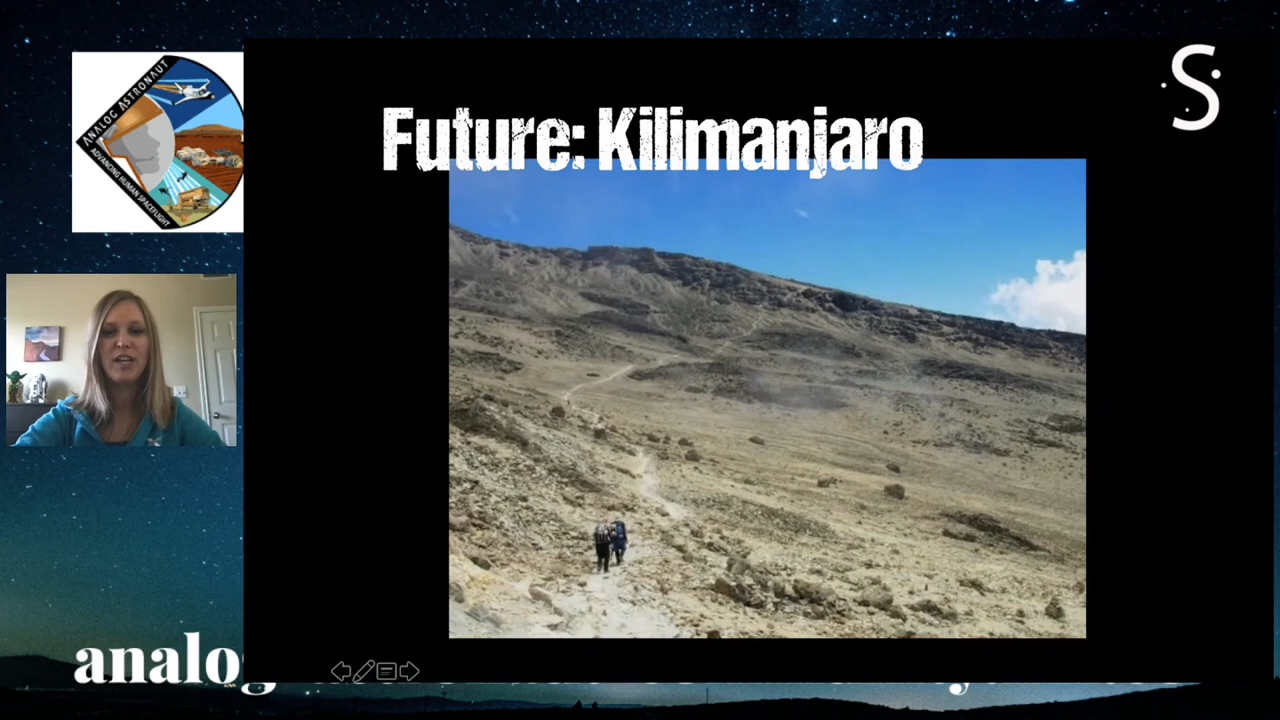 ANALOG ASTRONAUT
ADVANCING HUMAN SPACEFLIGHT
S
Future: Kilimanjaro
analog